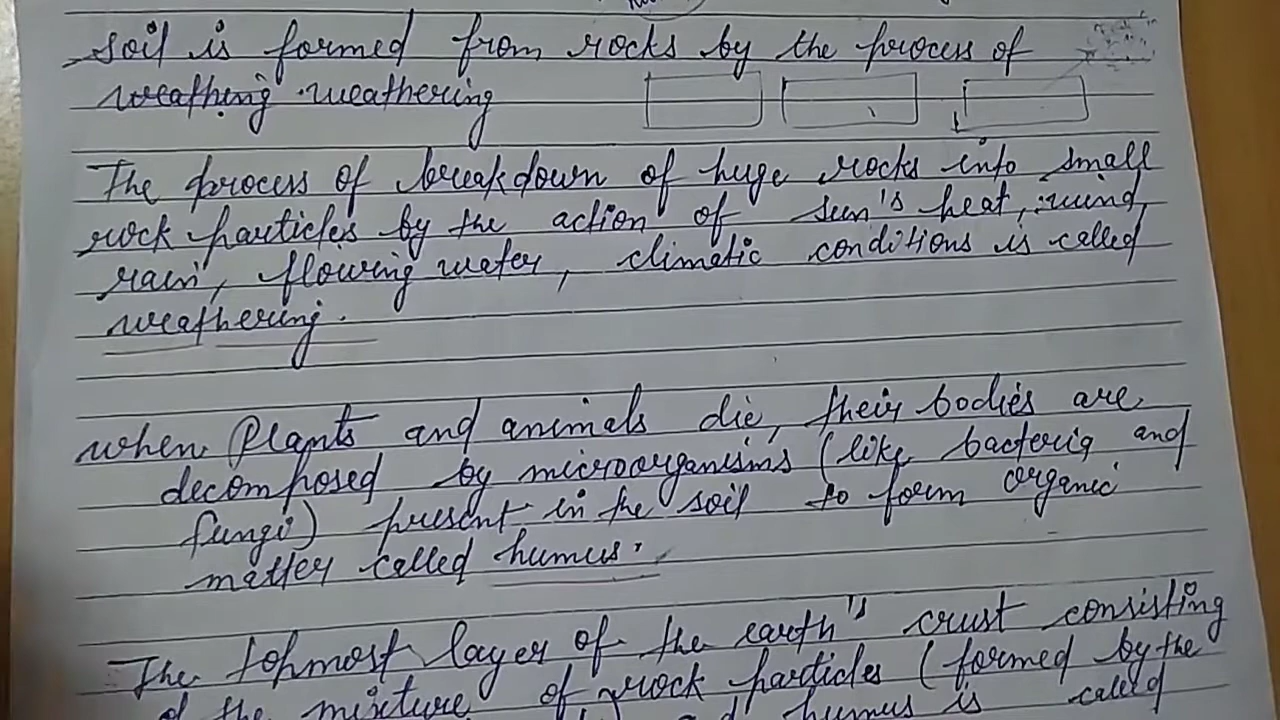 soil is formed from rocks by the process of
weathing. weathering
The process of breakdown of huge rocks into small
rock particles by the action of sun's heat, wind,
rain, flowing water, climatic conditions is called
weathering.
when Plants and animals die, their bodies are
decomposed by microorganisms (like bacteria and
fungi) present in the soil to form organic
matter called humus.
The topmost layer of the earth's crust consisting
of the mixture of rock particles (formed by the
humus is called